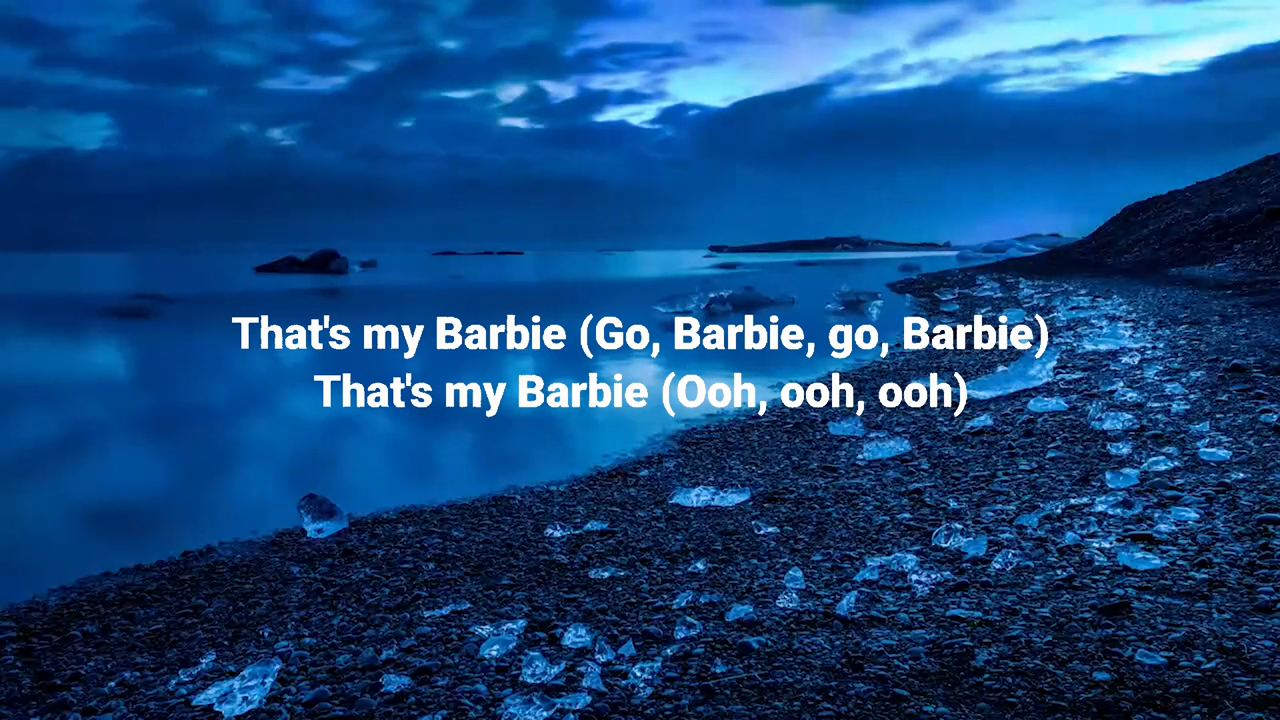 That's my Barbie (Go, Barbie, go, Barbie)
That's my Barbie (Ooh, ooh, ooh)